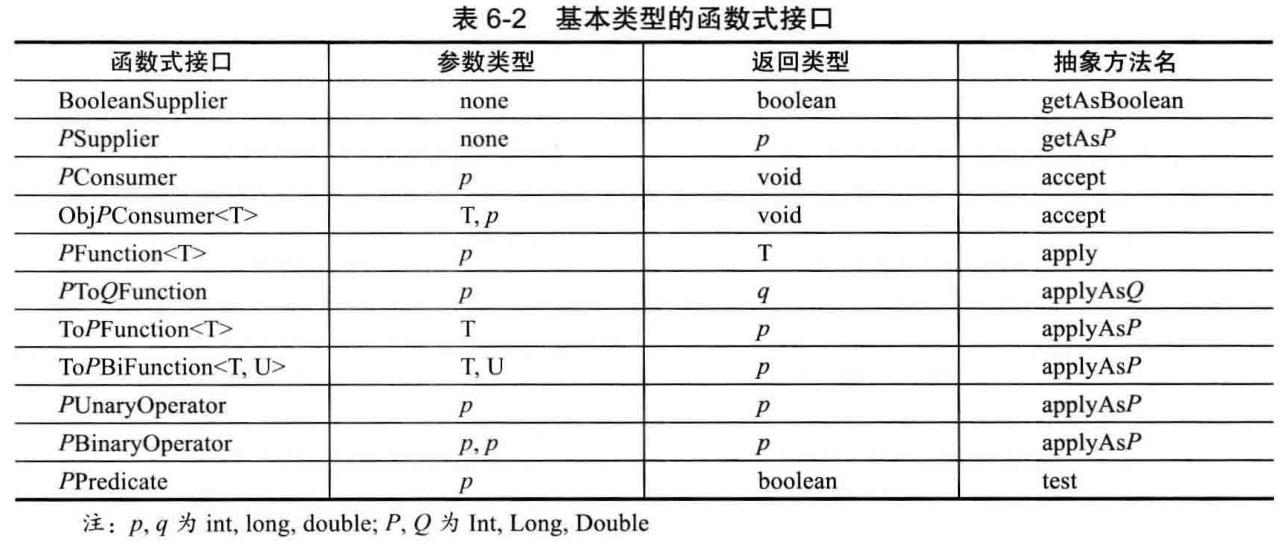 表 6-2 基本类型的函数式接口
函数式接口 参数类型 返回类型 抽象方法名
BooleanSupplier none boolean getAsBoolean
PSupplier none p getAsP
PConsumer p void accept
ObjPConsumer<T> T, p void accept
PFunction<T> p T apply
PToQFunction p q applyAsQ
ToPFunction<T> T p applyAsP
ToPBiFunction<T, U> T, U p applyAsP
PUnaryOperator p p applyAsP
PBinaryOperator p, p p applyAsP
PPredicate p boolean test
注：p, q 为 int, long, double; P, Q 为 Int, Long, Double